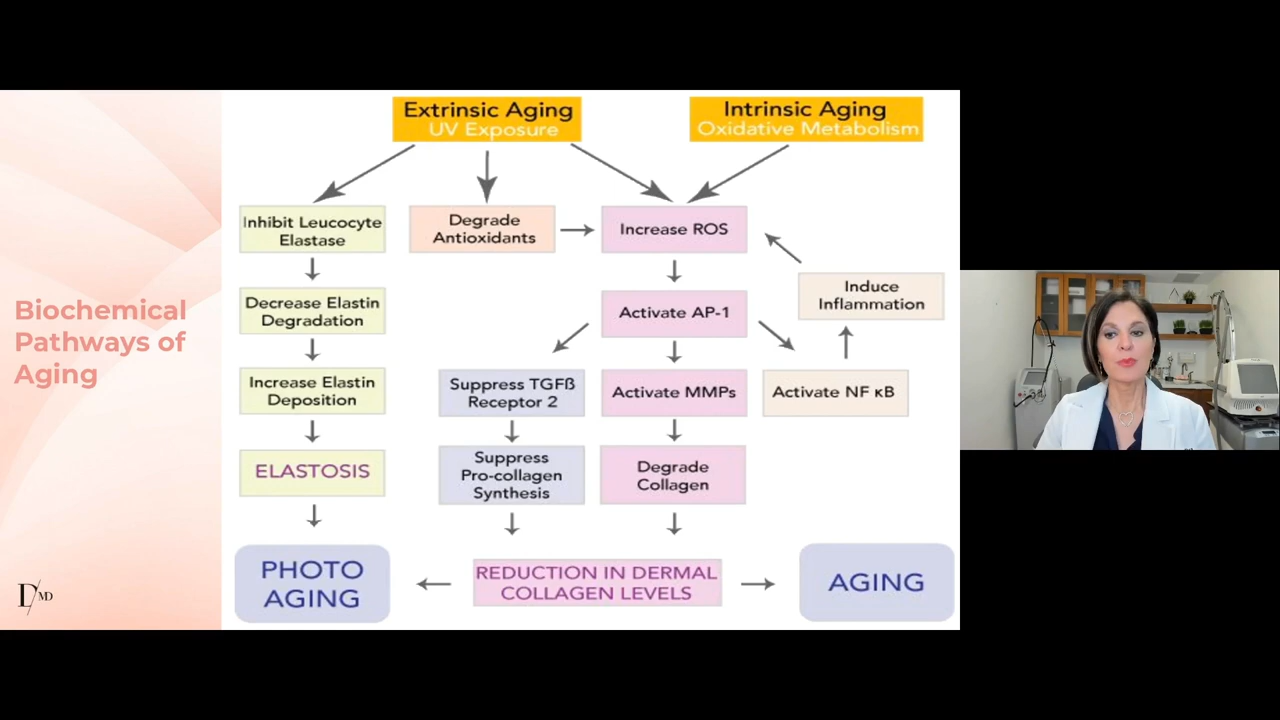 Biochemical
Pathways of
Aging
Extrinsic Aging
UV Exposure
Intrinsic Aging
Oxidative Metabolism
Inhibit Leucocyte
Elastase
Degrade
Antioxidants
Increase ROS
Induce
Inflammation
Decrease Elastin
Degradation
Activate AP-1
Increase Elastin
Deposition
Suppress TGFß
Receptor 2
Activate MMPs
Activate NF κB
ELASTOSIS
Suppress
Pro-collagen
Synthesis
Degrade
Collagen
PHOTO
AGING
REDUCTION IN DERMAL
COLLAGEN LEVELS
AGING
D/MD